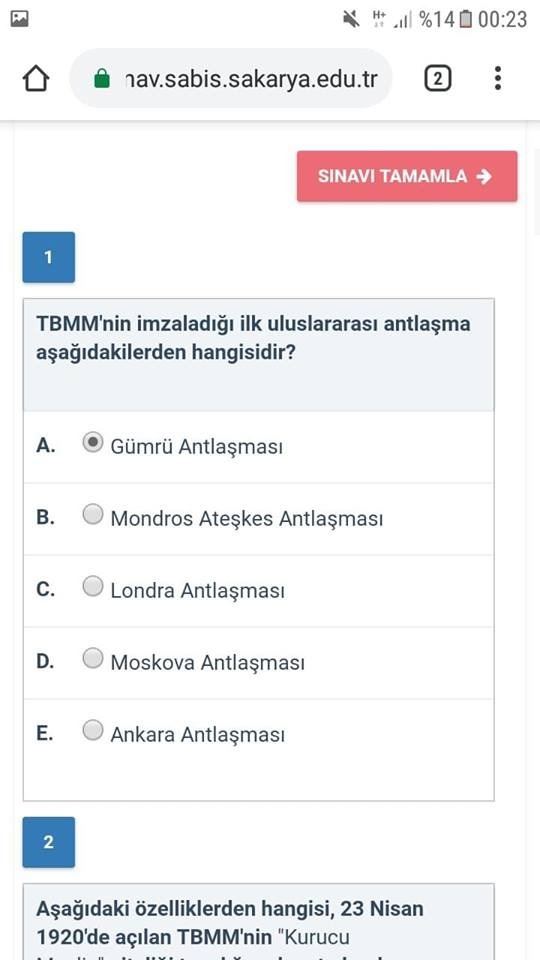 H+ %14 00:23
nav.sabis.sakarya.edu.tr 2
SINAVI TAMAMLA →
1
TBMM'nin imzaladığı ilk uluslararası antlaşma
aşağıdakilerden hangisidir?
A. Gümrü Antlaşması
B. Mondros Ateşkes Antlaşması
C. Londra Antlaşması
D. Moskova Antlaşması
E. Ankara Antlaşması
2
Aşağıdaki özelliklerden hangisi, 23 Nisan
1920'de açılan TBMM'nin "Kurucu